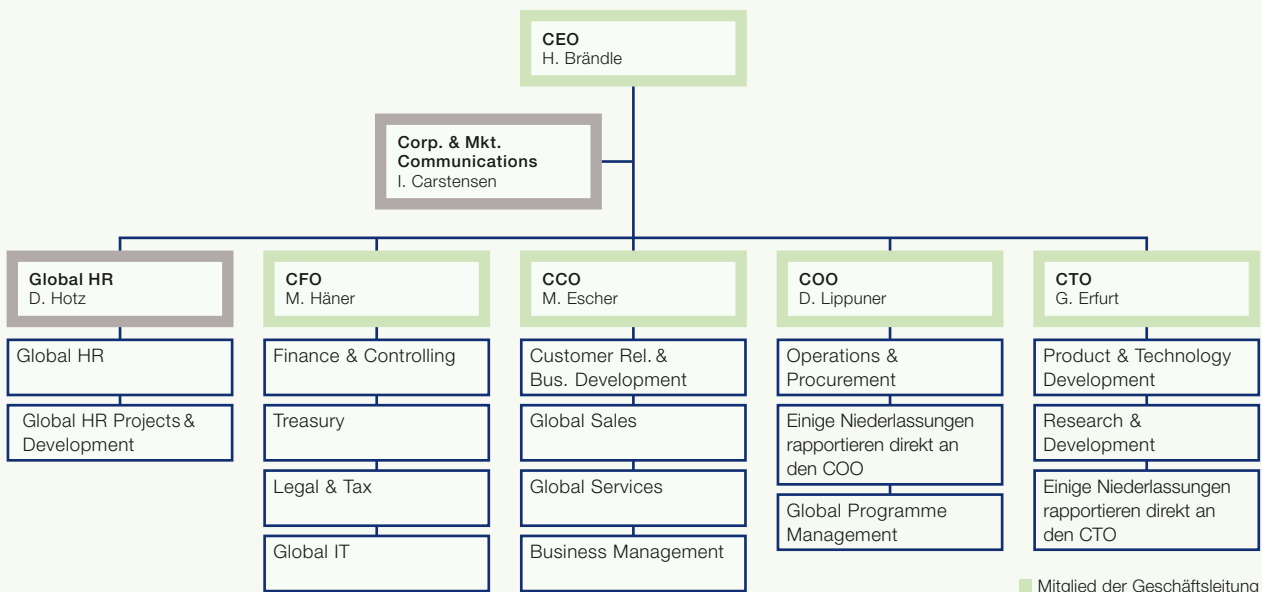 CEO
H. Brändle
Corp. & Mkt.
Communications
I. Carstensen
Global HR
D. Hotz
Global HR
Global HR Projects &
Development
CFO
M. Häner
Finance & Controlling
Treasury
Legal & Tax
Global IT
CCO
M. Escher
Customer Rel. &
Bus. Development
Global Sales
Global Services
Business Management
COO
D. Lippuner
Operations &
Procurement
Einige Niederlassungen
rapportieren direkt an
den COO
Global Programme
Management
CTO
G. Erfurt
Product & Technology
Development
Research &
Development
Einige Niederlassungen
rapportieren direkt an
den CTO
Mitglied der Geschäftsleitung